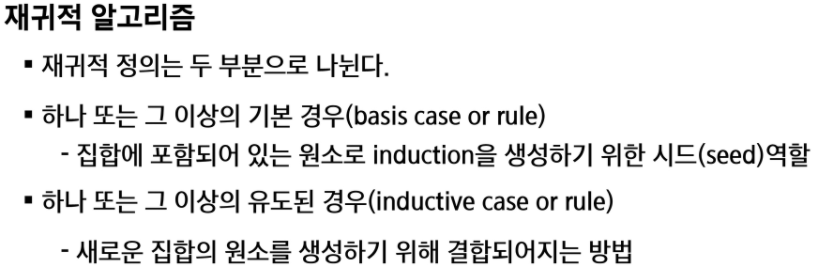 재귀적 알고리즘
▪ 재귀적 정의는 두 부분으로 나뉜다.
▪ 하나 또는 그 이상의 기본 경우(basis case or rule)
- 집합에 포함되어 있는 원소로 induction을 생성하기 위한 시드(seed)역할
▪ 하나 또는 그 이상의 유도된 경우(inductive case or rule)
- 새로운 집합의 원소를 생성하기 위해 결합되어지는 방법